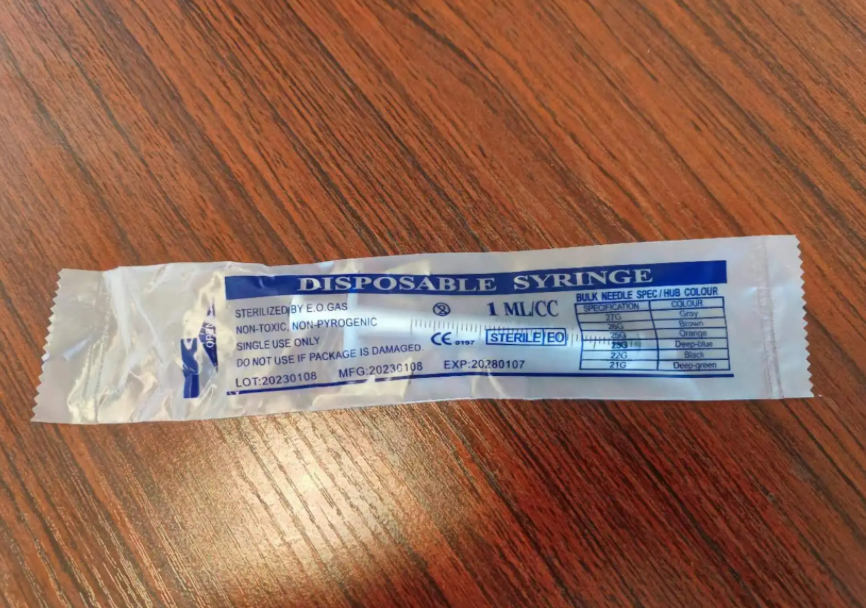 DISPOSABLE SYRINGE
STERILIZED BY E.O.GAS
NON-TOXIC, NON-PYROGENIC
SINGLE USE ONLY
DO NOT USE IF PACKAGE IS DAMAGED
LOT:20230108 MFG:20230108 EXP:20280107
1 ML/CC
CE 0197 STERILE EO
BULK NEEDLE SPEC/HUB COLOUR
SPECIFICATION COLOUR
27G Gray
26G Brown
25G Orange
23G Deep-blue
22G Black
21G Deep-green